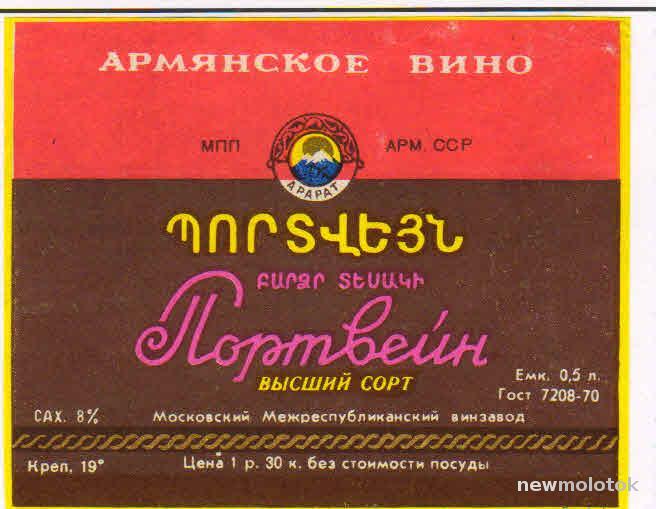 АРМЯНСКОЕ ВИНО
МПП АРМ. ССР
АРАРАТ
ՊՈՐՏՎԵՅՆ
ԲԱՐՁՐ ՏԵՍԱԿԻ
Портвейн
ВЫСШИЙ СОРТ
Емк. 0,5 л.
Гост 7208-70
САХ. 8% Московский Межреспубликанский винзавод
Креп, 19° Цена 1 р. 30 к. без стоимости посуды
newmolotok